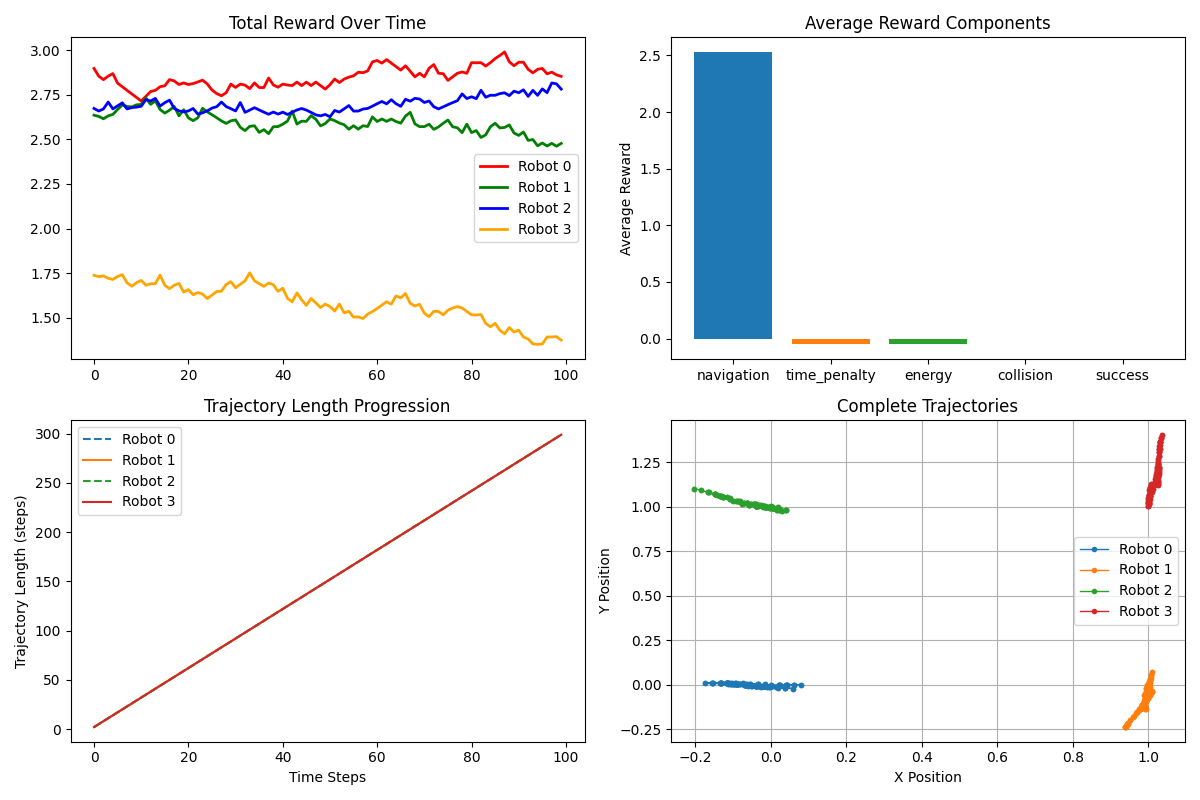 Total Reward Over Time
3.00
2.75
2.50
2.25
2.00
1.75
1.50
0 20 40 60 80 100
Robot 0
Robot 1
Robot 2
Robot 3
Average Reward Components
Average Reward
2.5
2.0
1.5
1.0
0.5
0.0
navigation time_penalty energy collision success
Trajectory Length Progression
Trajectory Length (steps)
300
250
200
150
100
50
0
0 20 40 60 80 100
Time Steps
Robot 0
Robot 1
Robot 2
Robot 3
Complete Trajectories
Y Position
1.25
1.00
0.75
0.50
0.25
0.00
−0.25
−0.2 0.0 0.2 0.4 0.6 0.8 1.0
X Position
Robot 0
Robot 1
Robot 2
Robot 3